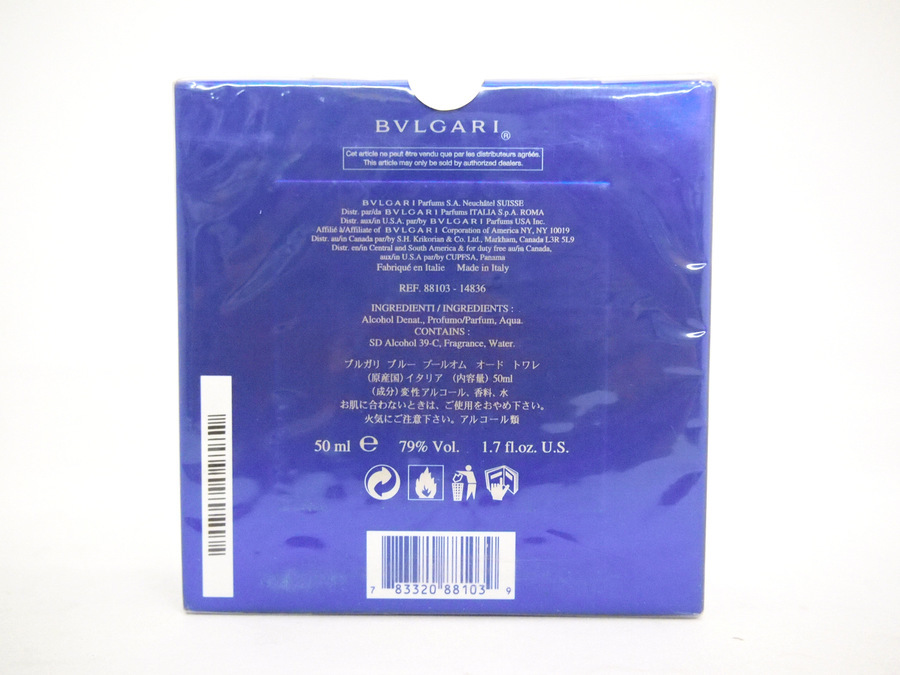 BVLGARI®
Cet article ne peut être vendu que par les distributeurs agréés.
This article may only be sold by authorized dealers.
BVLGARI Parfums S.A. Neuchâtel SUISSE
Distr. par/da BVLGARI Parfums ITALIA S.p.A. ROMA
Distr. aux/in U.S.A. par/by BVLGARI Parfums USA Inc.
Affilié à/Affiliate of BVLGARI Corporation of America NY, NY 10019
Distr. au/in Canada par/by S.H. Krikorian & Co. Ltd., Markham, Canada L3R 5L9
Distr. en/in Central and South America & for duty free au/in Canada,
aux/in U.S.A par/by CUPFSA, Panama
Fabriqué en Italie Made in Italy
REF. 88103 - 14836
INGREDIENTI / INGREDIENTS :
Alcohol Denat., Profumo/Parfum, Aqua.
CONTAINS :
SD Alcohol 39-C, Fragrance, Water.
ブルガリ ブルー プールオム オード トワレ
(原産国) イタリア (内容量) 50ml
(成分) 変性アルコール、香料、水
お肌に合わないときは、ご使用をおやめ下さい。
火気にご注意下さい。アルコール類
50 ml e 79% Vol. 1.7 fl.oz. U.S.
7 83320 88103 9